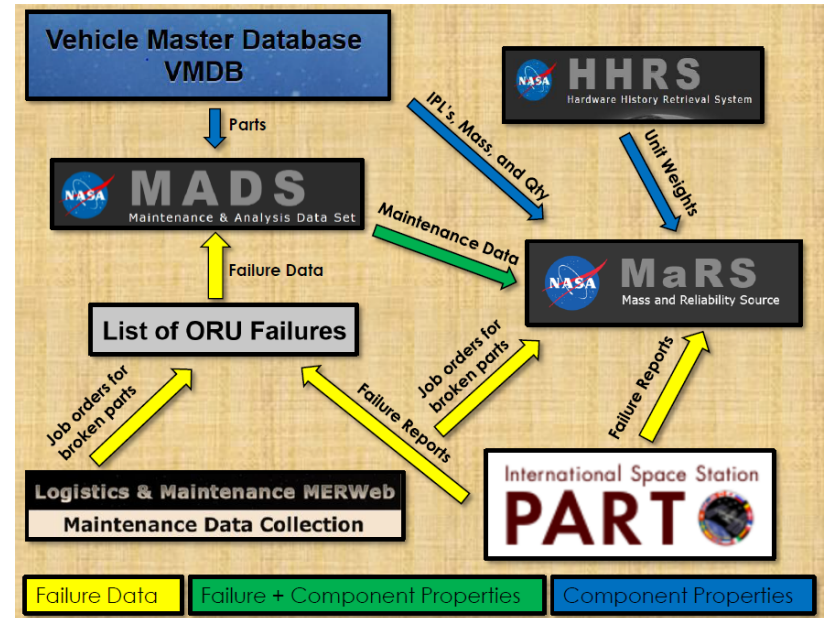 Vehicle Master Database
VMDB
NASA
HHRS
Hardware History Retrieval System
Parts
IPL's, Mass, and Qty
Unit Weights
NASA
MADS
Maintenance & Analysis Data Set
Maintenance Data
NASA
MaRS
Mass and Reliability Source
Failure Data
List of ORU Failures
Job orders for
broken parts
Failure Reports
Job orders for
broken parts
Failure Reports
Logistics & Maintenance MERWeb
Maintenance Data Collection
International Space Station
PART
Failure Data
Failure + Component Properties
Component Properties